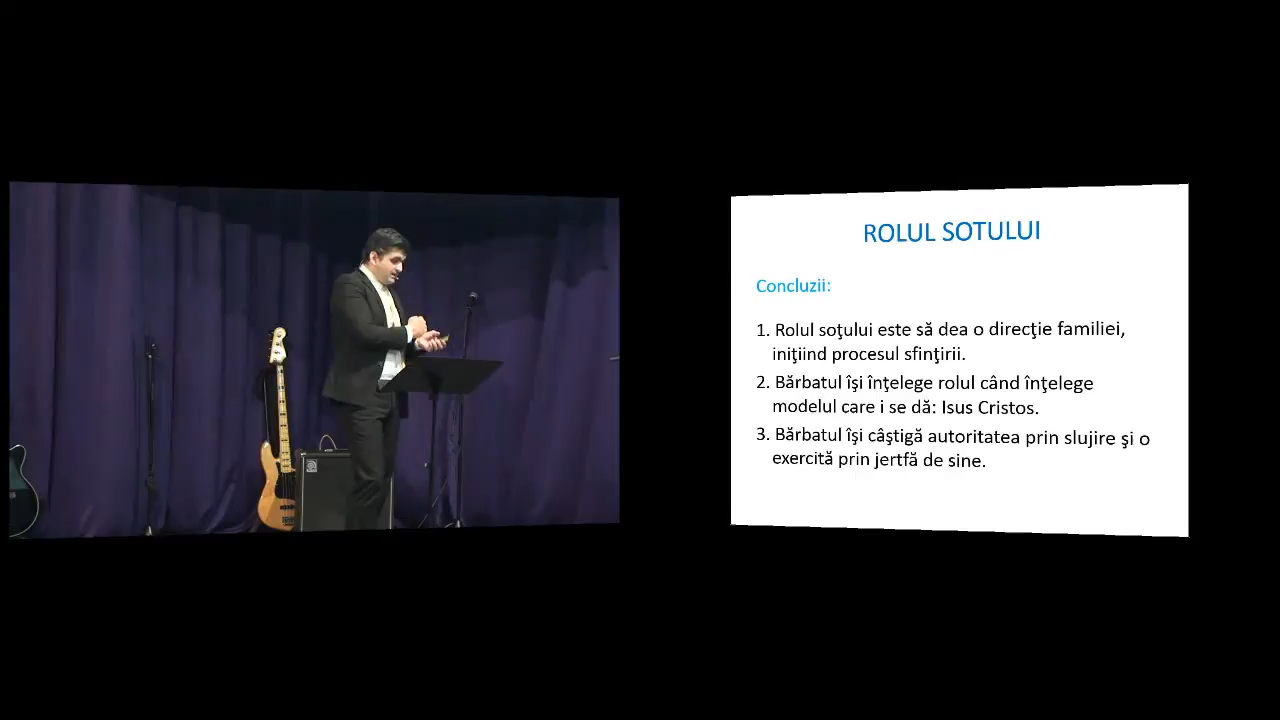 ROLUL SOTULUI
Concluzii:
1. Rolul soţului este să dea o direcţie familiei,
iniţiind procesul sfinţirii.
2. Bărbatul îşi înţelege rolul când înţelege
modelul care i se dă: Isus Cristos.
3. Bărbatul îşi câştigă autoritatea prin slujire şi o
exercită prin jertfă de sine.